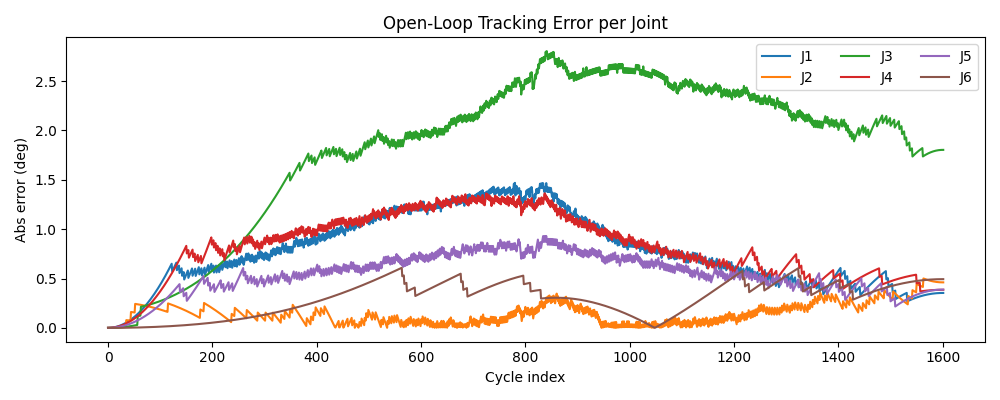 Open-Loop Tracking Error per Joint
Abs error (deg)
2.5
2.0
1.5
1.0
0.5
0.0
J1 J3 J5
J2 J4 J6
0 200 400 600 800 1000 1200 1400 1600
Cycle index